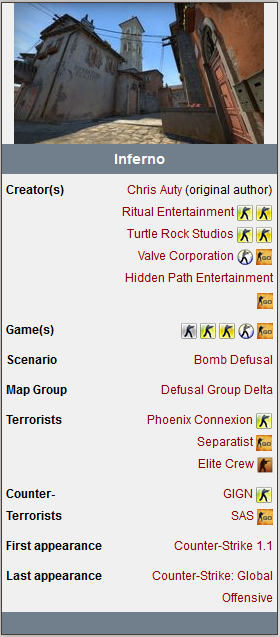 Inferno
Creator(s) Chris Auty (original author)
Ritual Entertainment
Turtle Rock Studios
Valve Corporation
Hidden Path Entertainment
Game(s)
Scenario Bomb Defusal
Map Group Defusal Group Delta
Terrorists Phoenix Connexion
Separatist
Elite Crew
Counter- GIGN
Terrorists SAS
First appearance Counter-Strike 1.1
Last appearance Counter-Strike: Global
Offensive